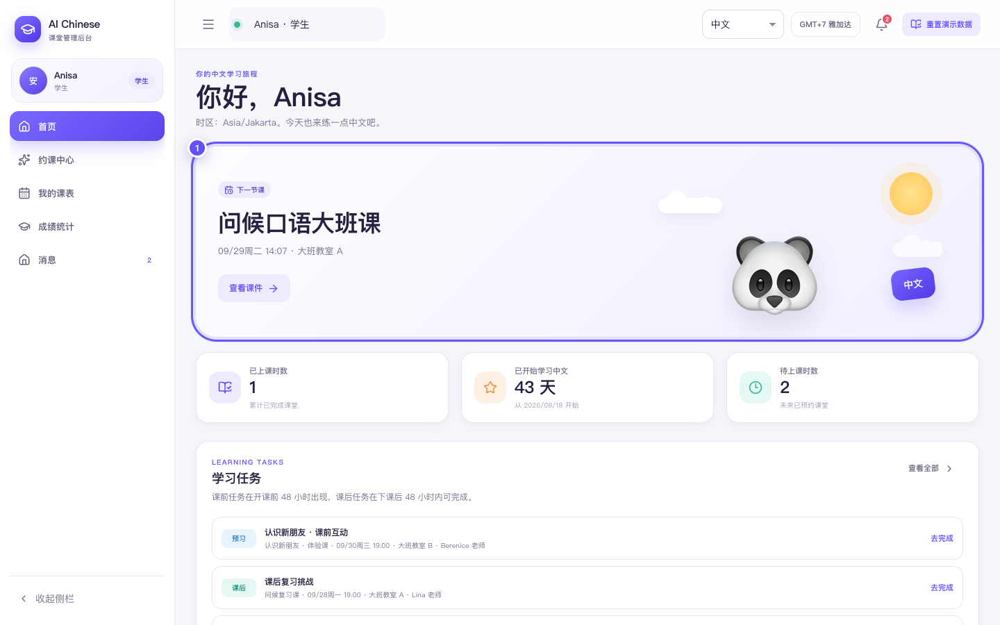 AI Chinese
课堂管理后台
安
Anisa
学生
学生
首页
约课中心
我的课表
成绩统计
消息
2
收起侧栏
Anisa · 学生
中文
GMT+7 雅加达
2
重置演示数据
你的中文学习旅程
你好，Anisa
时区：Asia/Jakarta。今天也来练一点中文吧。
1
下一节课
问候口语大班课
09/29周二 14:07 · 大班教室 A
查看课件
中文
已上课时数
1
累计已完成课堂
已开始学习中文
43 天
从 2026/08/18 开始
待上课时数
2
未来已预约课堂
LEARNING TASKS
学习任务
课前任务在开课前 48 小时出现，课后任务在下课后 48 小时内可完成。
查看全部
预习
认识新朋友 · 课前互动
认识新朋友 · 体验课 · 09/30周三 19:00 · 大班教室 B · Berenice 老师
去完成
课后
课后复习挑战
问候复习课 · 09/28周一 19:00 · 大班教室 A · Lina 老师
去完成